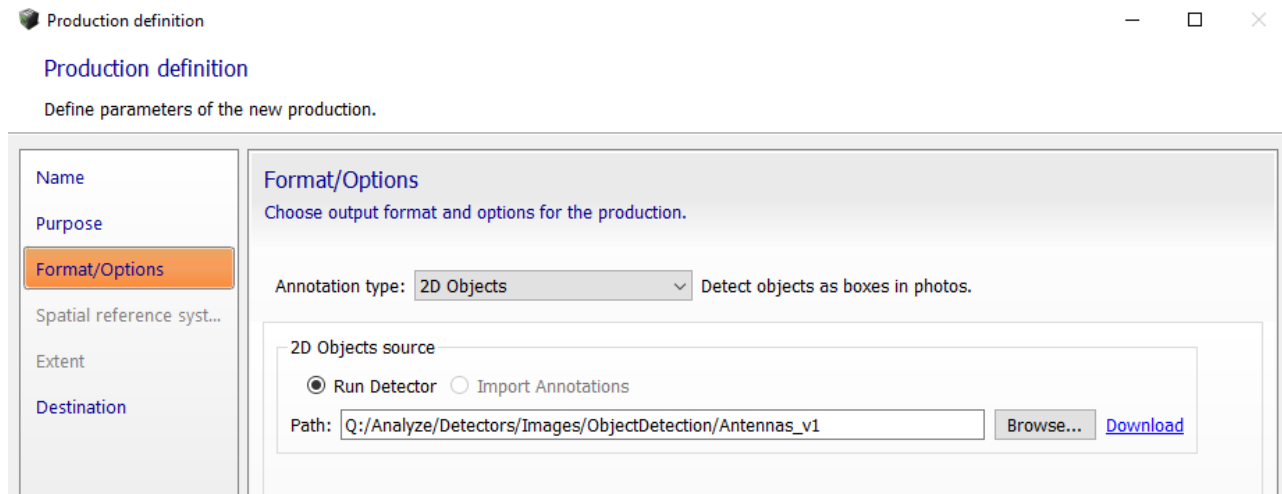 Production definition
Production definition
Define parameters of the new production.
Name
Purpose
Format/Options
Spatial reference syst...
Extent
Destination
Format/Options
Choose output format and options for the production.
Annotation type: 2D Objects Detect objects as boxes in photos.
2D Objects source
Run Detector Import Annotations
Path: Q:/Analyze/Detectors/Images/ObjectDetection/Antennas_v1 Browse... Download